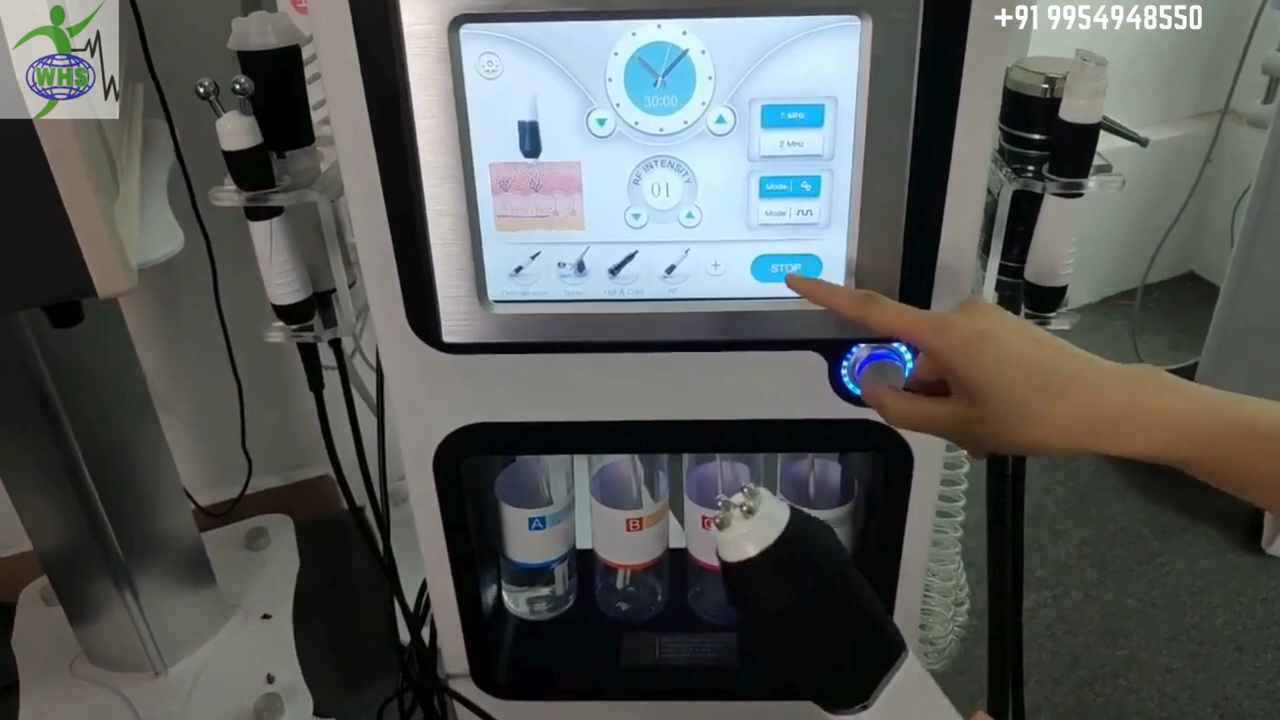 +91 9954948550
WHS
30:00
1 MHz
2 MHz
RF INTENSITY
01
Mode
Mode
STOP
Spray
Hot & Cold
RF
A
B